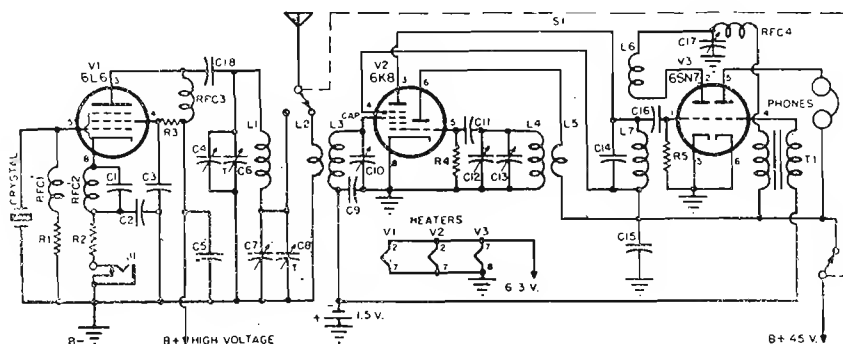 V1
6L6
3
5
4
8
CRYSTAL
RFC1
RFC2
R1
R2
C1
C2
C3
R3
RFC3
C18
C4
T
C6
L1
C5
C7
C8
T
J1
B-
B+ HIGH VOLTAGE
L2
L3
C9
C10
V2
6K8
CAP
4
3
6
5
8
R4
C11
C12
C13
L4
L5
HEATERS
V1
V2
V3
2
2
7
7
7
8
6.3 V.
+
-
1.5 V.
S1
C14
C15
C16
L6
L7
C17
RFC4
V3
6SN7
2
5
1
4
3
6
R5
PHONES
T1
B+ 45 V.